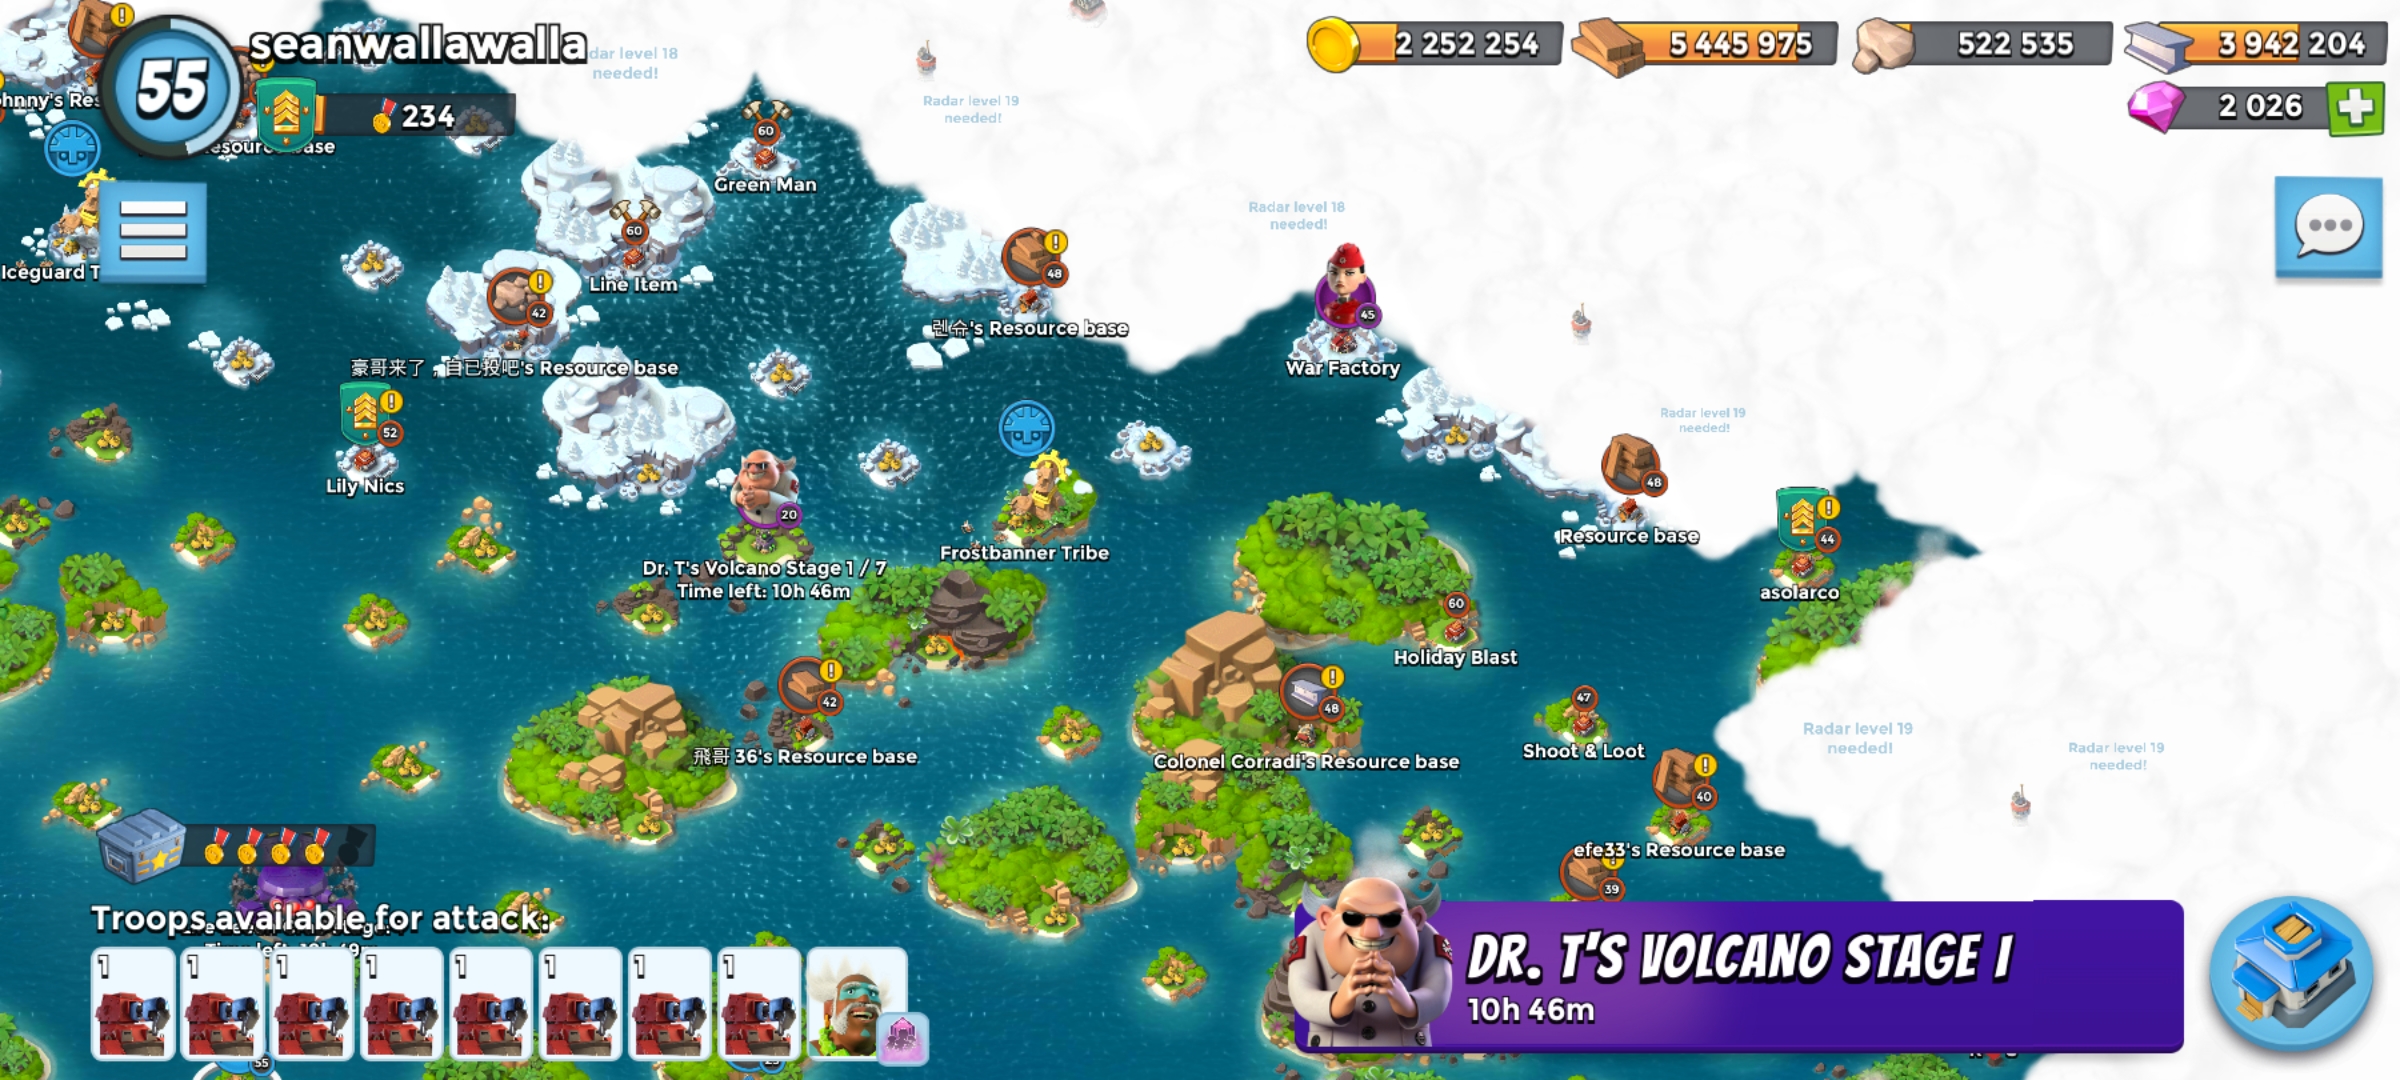 55
seanwallawalla
234
2 252 254
5 445 975
522 535
3 942 204
2 026
dar level 18
needed!
Radar level 19
needed!
60
Green Man
60
Line Item
Radar level 18
needed!
Iceguard T
42
豪哥来了，自已投吧's Resource base
48
렌슈's Resource base
45
War Factory
Radar level 19
needed!
52
Lily Nics
20
Dr. T's Volcano Stage 1 / 7
Time left: 10h 46m
Frostbanner Tribe
48
Resource base
44
asolarco
60
Holiday Blast
42
飛哥 36's Resource base
48
Colonel Corradi's Resource base
47
Shoot & Loot
Radar level 19
needed!
Radar level 19
needed!
40
efe33's Resource base
39
Troops available for attack:
1
1
1
1
1
1
1
1
DR. T'S VOLCANO STAGE 1
10h 46m
55